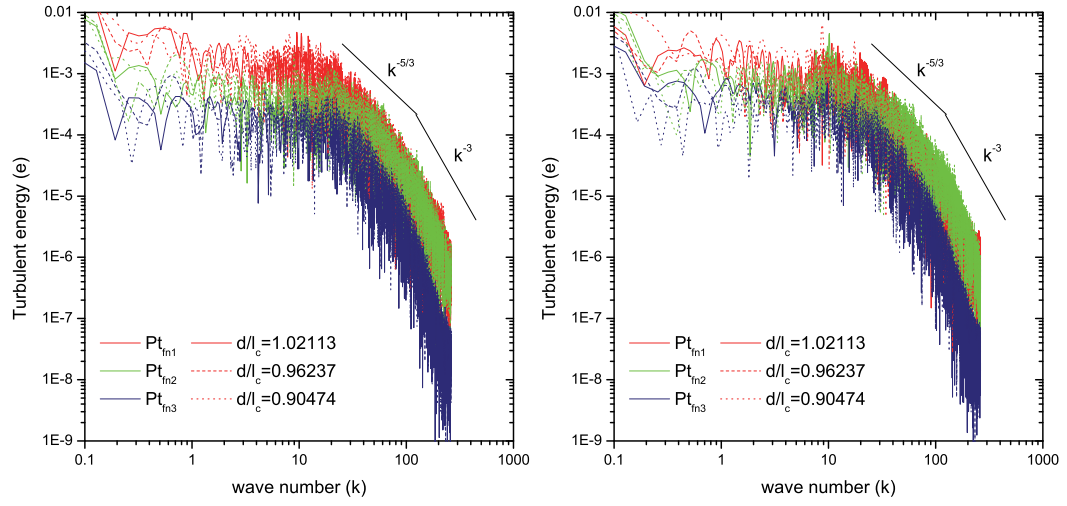 0.01
1E-3
1E-4
1E-5
1E-6
1E-7
1E-8
1E-9
Turbulent energy (e)
k-5/3
k-3
Ptfn1 d/lc=1.02113
Ptfn2 d/lc=0.96237
Ptfn3 d/lc=0.90474
0.1 1 10 100 1000
wave number (k)
0.01
1E-3
1E-4
1E-5
1E-6
1E-7
1E-8
1E-9
Turbulent energy (e)
k-5/3
k-3
Ptfn1 d/lc=1.02113
Ptfn2 d/lc=0.96237
Ptfn3 d/lc=0.90474
0.1 1 10 100 1000
wave number (k)